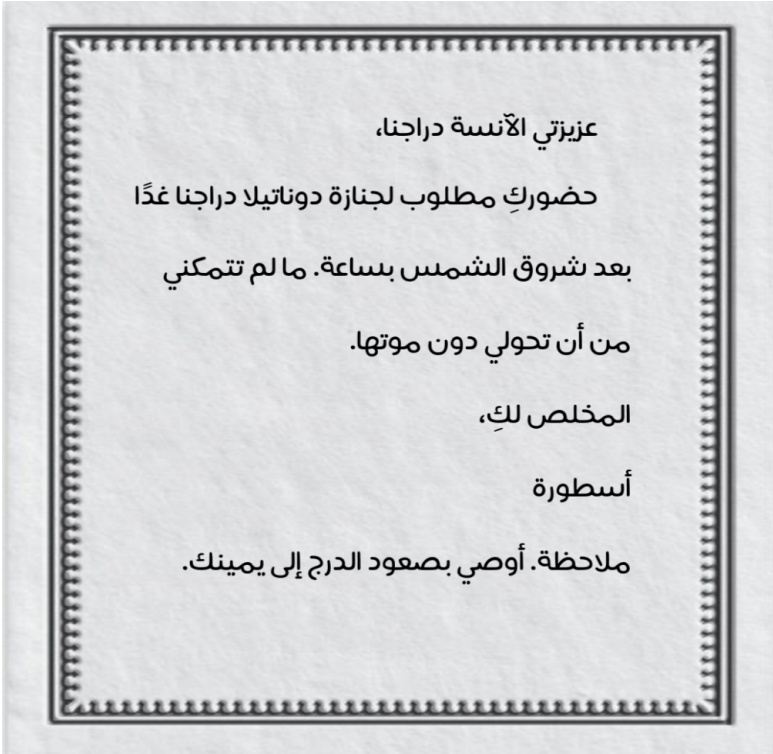 عزيزتي الآنسة دراجنا،
حضوركِ مطلوب لجنازة دوناتيلا دراجنا غدًا
بعد شروق الشمس بساعة. ما لم تتمكني
من أن تحولي دون موتها.
المخلص لكِ،
أسطورة
ملاحظة. أوصي بصعود الدرج إلى يمينك.